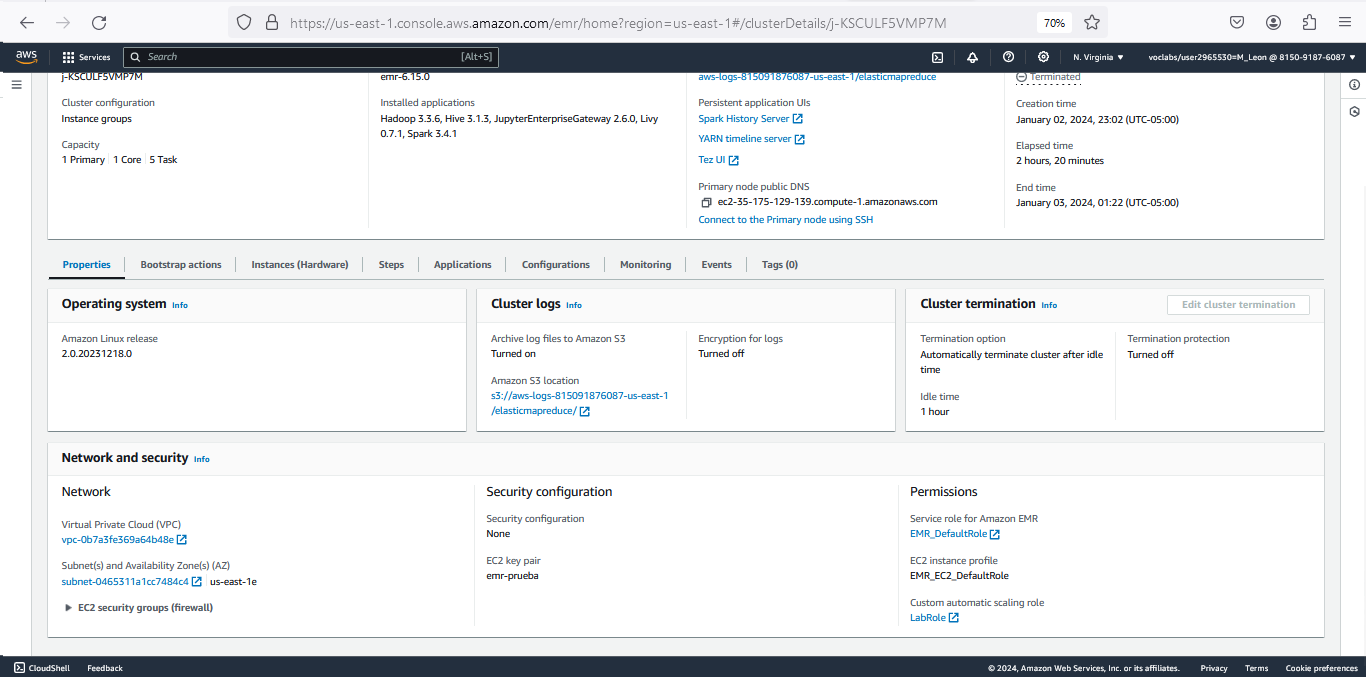 https://us-east-1.console.aws.amazon.com/emr/home?region=us-east-1#/clusterDetails/j-KSCULF5VMP7M
70%
aws
Services
Search
[Alt+S]
N. Virginia
voclabs/user2965530=M_Leon @ 8150-9187-6087
j-KSCULF5VMP7M
Cluster configuration
Instance groups
Capacity
1 Primary 1 Core 5 Task
emr-6.15.0
Installed applications
Hadoop 3.3.6, Hive 3.1.3, JupyterEnterpriseGateway 2.6.0, Livy
0.7.1, Spark 3.4.1
aws-logs-815091876087-us-east-1/elasticmapreduce
Persistent application UIs
Spark History Server
YARN timeline server
Tez UI
Primary node public DNS
ec2-35-175-129-139.compute-1.amazonaws.com
Connect to the Primary node using SSH
Terminated
Creation time
January 02, 2024, 23:02 (UTC-05:00)
Elapsed time
2 hours, 20 minutes
End time
January 03, 2024, 01:22 (UTC-05:00)
Properties
Bootstrap actions
Instances (Hardware)
Steps
Applications
Configurations
Monitoring
Events
Tags (0)
Operating system Info
Amazon Linux release
2.0.20231218.0
Cluster logs Info
Archive log files to Amazon S3
Turned on
Amazon S3 location
s3://aws-logs-815091876087-us-east-1
/elasticmapreduce/
Encryption for logs
Turned off
Cluster termination Info
Edit cluster termination
Termination option
Automatically terminate cluster after idle
time
Idle time
1 hour
Termination protection
Turned off
Network and security Info
Network
Virtual Private Cloud (VPC)
vpc-0b7a3fe369a64b48e
Subnet(s) and Availability Zone(s) (AZ)
subnet-0465311a1cc7484c4 us-east-1e
EC2 security groups (firewall)
Security configuration
Security configuration
None
EC2 key pair
emr-prueba
Permissions
Service role for Amazon EMR
EMR_DefaultRole
EC2 instance profile
EMR_EC2_DefaultRole
Custom automatic scaling role
LabRole
CloudShell
Feedback
© 2024, Amazon Web Services, Inc. or its affiliates.
Privacy
Terms
Cookie preferences